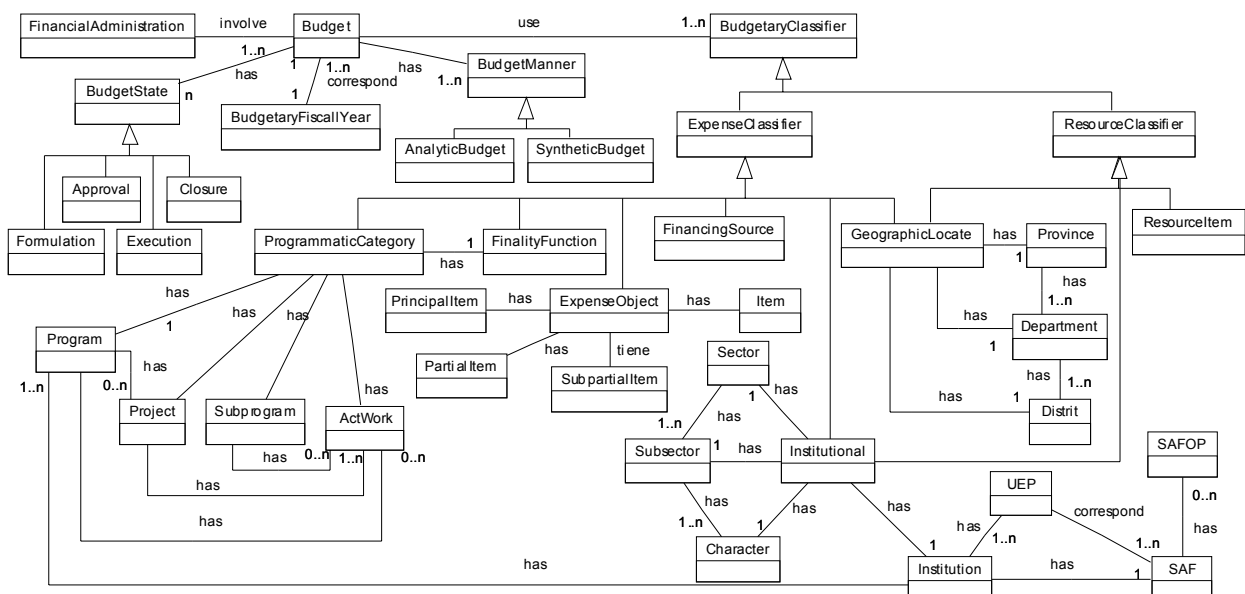 FinancialAdministration
involve
Budget
use
1..n
BudgetaryClassifier
1..n
has
n
1
1..n
correspond
1
has
1..n
BudgetManner
BudgetState
BudgetaryFiscallYear
AnalyticBudget
SyntheticBudget
ExpenseClassifier
ResourceClassifier
Approval
Closure
Formulation
Execution
ProgrammaticCategory
1
has
FinalityFunction
FinancingSource
GeographicLocate
has
1
Province
ResourceItem
has
1..n
has
1
Department
has
1..n
has
1
Distrit
PrincipalItem
has
ExpenseObject
has
Item
has
tiene
PartialItem
SubpartialItem
has
1
has
has
has
Program
1..n
has
0..n
Project
Subprogram
ActWork
has
0..n
1..n
0..n
has
has
Sector
1
has
1..n
has
Subsector
1
has
Institutional
has
1..n
has
1
Character
has
1
SAFOP
0..n
has
UEP
has
1..n
correspond
1..n
has
Institution
has
1
SAF